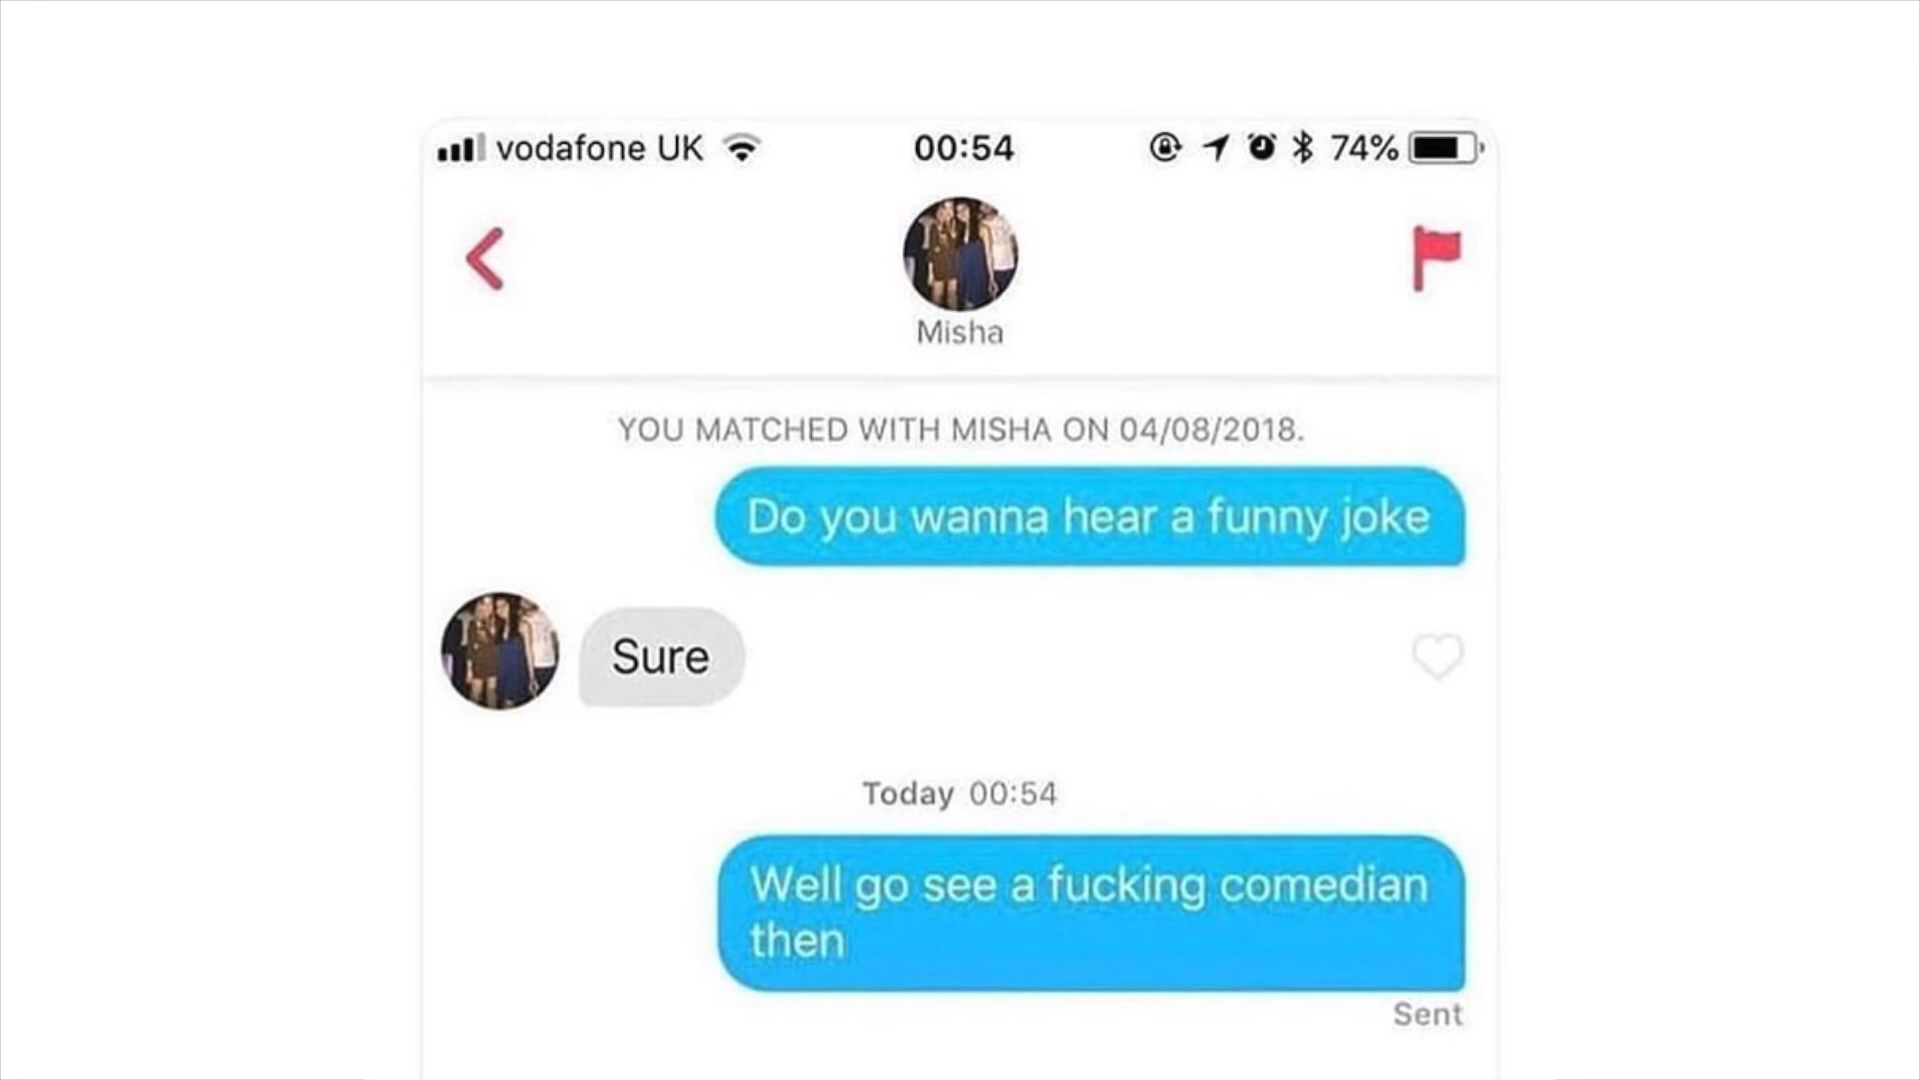 vodafone UK 00:54 74%
Misha
YOU MATCHED WITH MISHA ON 04/08/2018.
Do you wanna hear a funny joke
Sure
Today 00:54
Well go see a fucking comedian
then
Sent